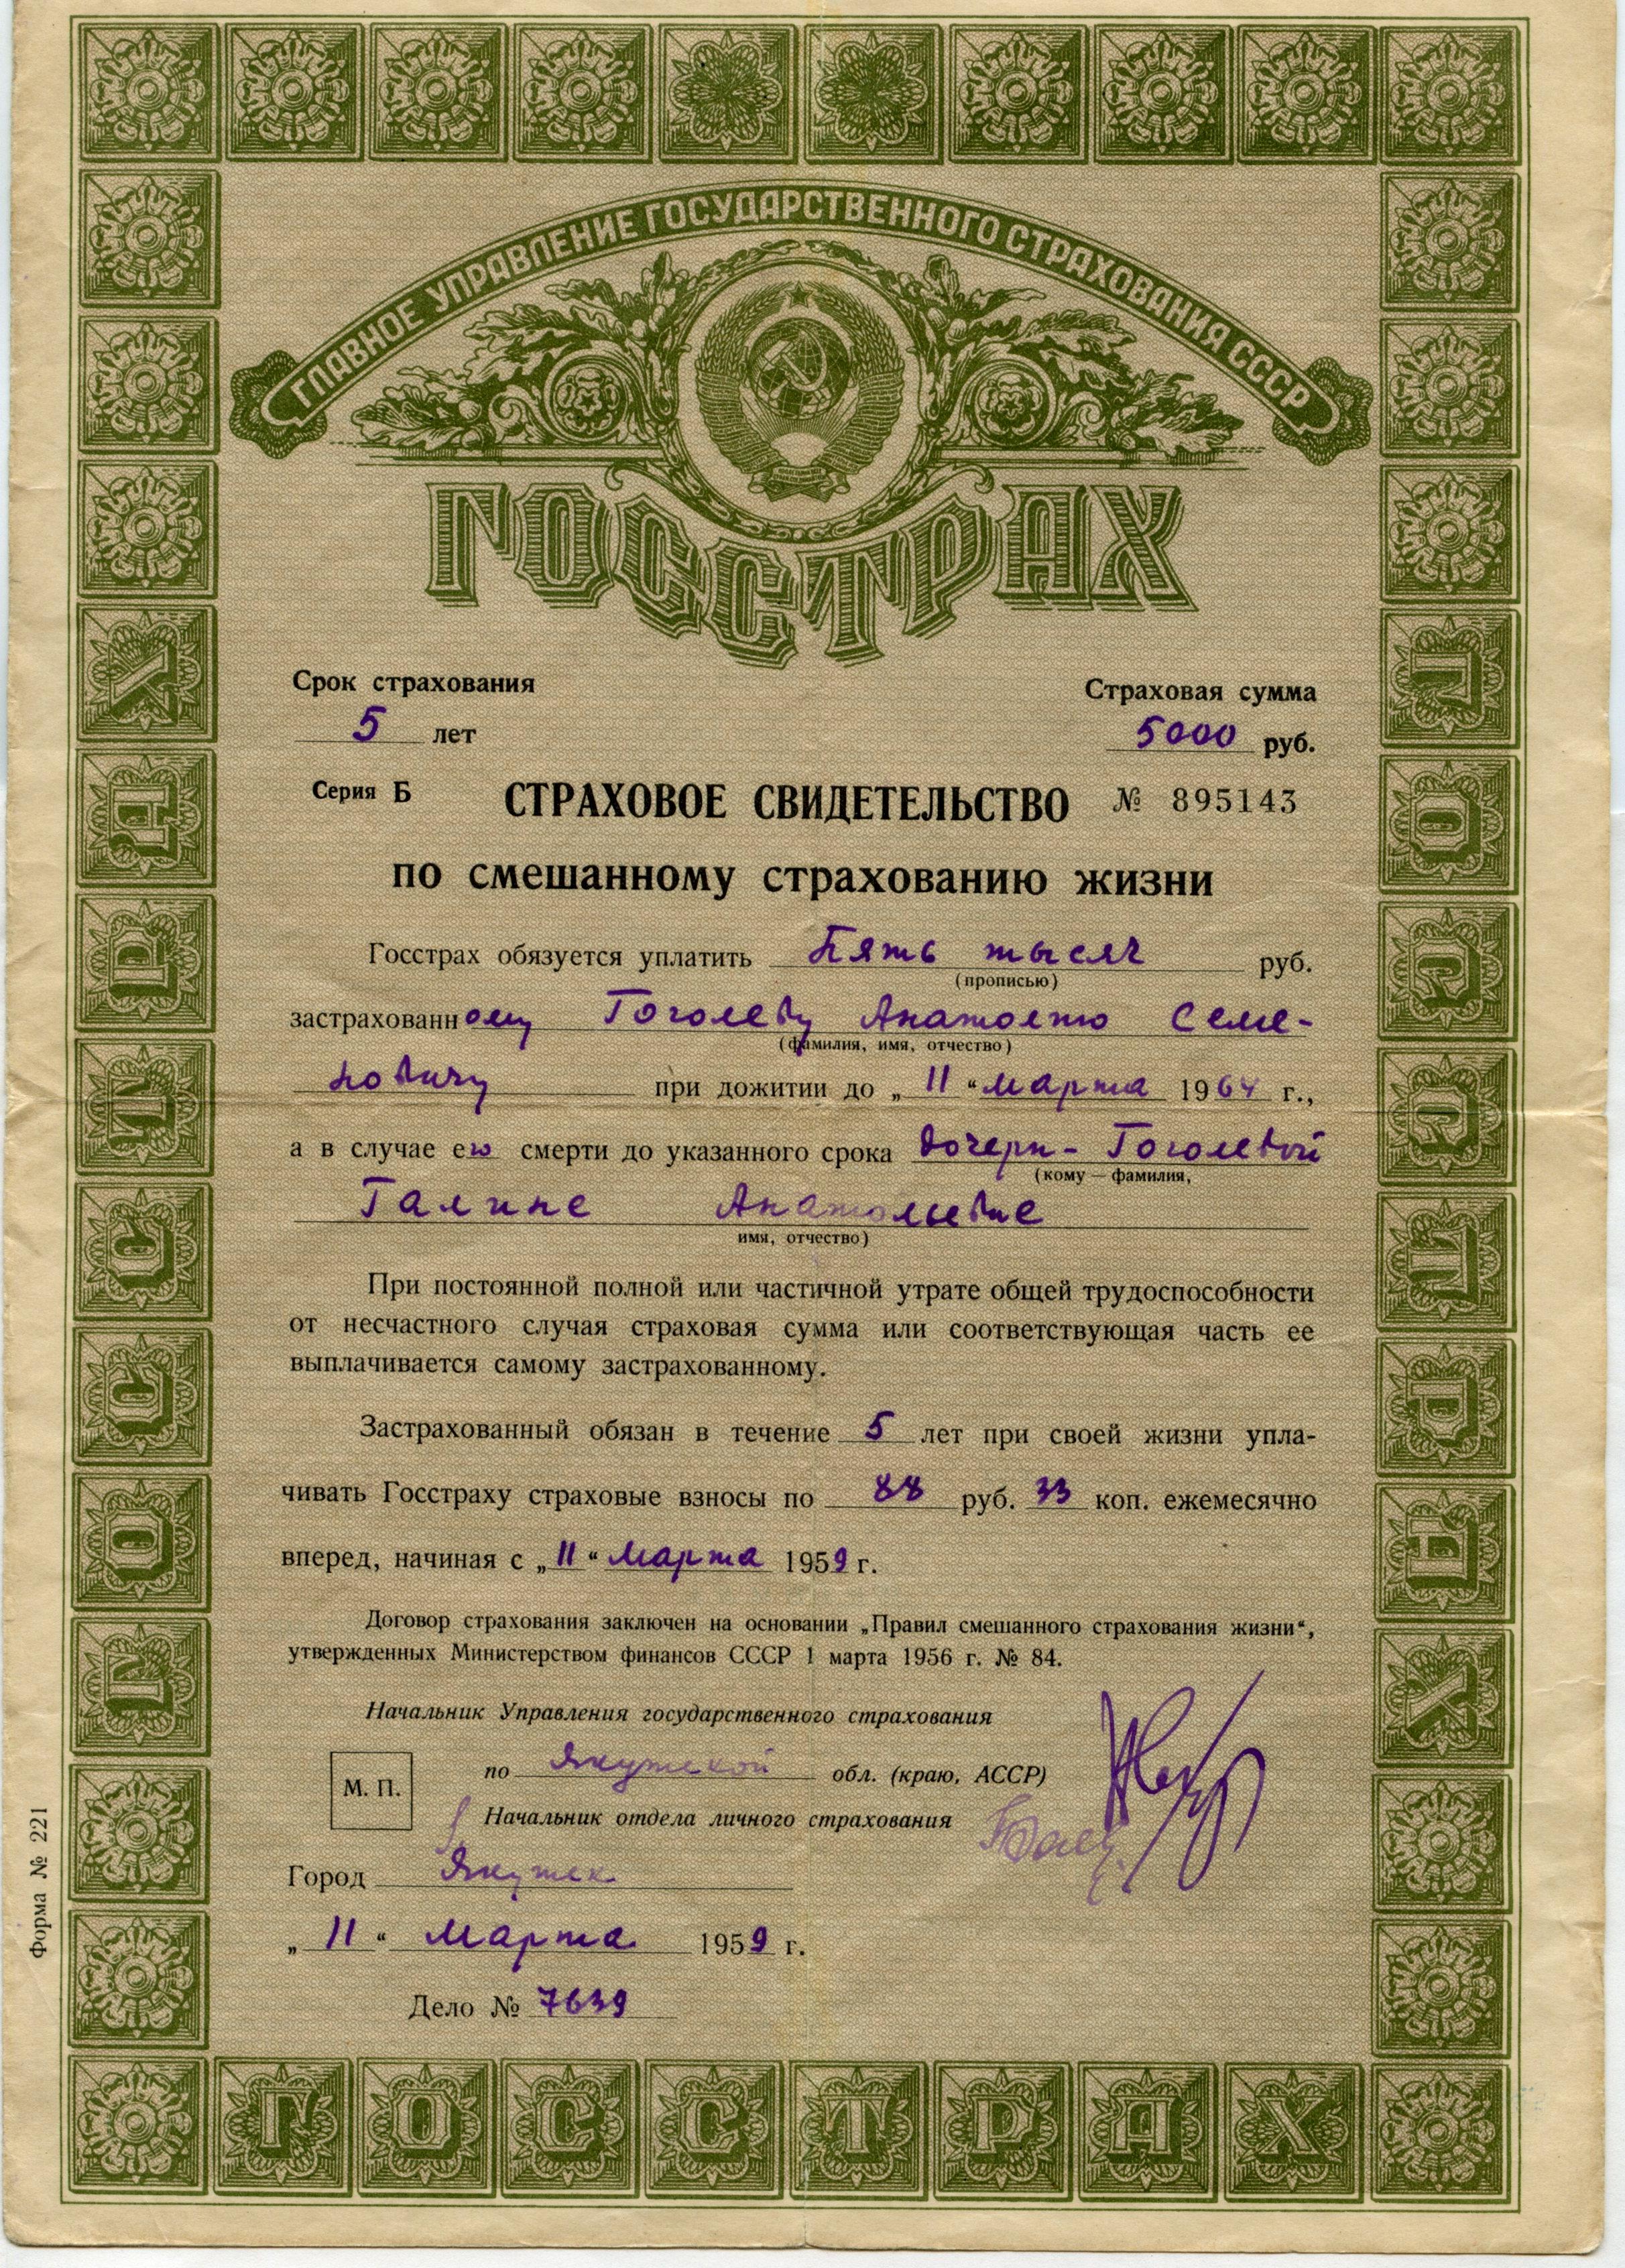 ГЛАВНОЕ УПРАВЛЕНИЕ ГОСУДАРСТВЕННОГО СТРАХОВАНИЯ СССР
ГОССТРАХ
Срок страхования
Страховая сумма
5 лет
5000 руб.
Серия Б СТРАХОВОЕ СВИДЕТЕЛЬСТВО № 895143
по смешанному страхованию жизни
Госстрах обязуется уплатить Пять тысяч руб.
(прописью)
застрахованному Гоголеву Анатолию Семе-
(фамилия, имя, отчество)
новичу при дожитии до „11“ марта 1964 г.,
а в случае его смерти до указанного срока дочери - Гоголевой
(кому — фамилия,
Галине Анатольевне
имя, отчество)
При постоянной полной или частичной утрате общей трудоспособности
от несчастного случая страховая сумма или соответствующая часть ее
выплачивается самому застрахованному.
Застрахованный обязан в течение 5 лет при своей жизни упла-
чивать Госстраху страховые взносы по 88 руб. 33 коп. ежемесячно
вперед, начиная с „11“ марта 1959 г.
Договор страхования заключен на основании „Правил смешанного страхования жизни“,
утвержденных Министерством финансов СССР 1 марта 1956 г. № 84.
Начальник Управления государственного страхования
по Якутской обл. (краю, АССР)
М. П.
Начальник отдела личного страхования
Город Якутск
„11“ марта 1959 г.
Дело № 7639
Форма № 221
ГОССТРАХ
ГОССТРАХ
ГОССТРАХ